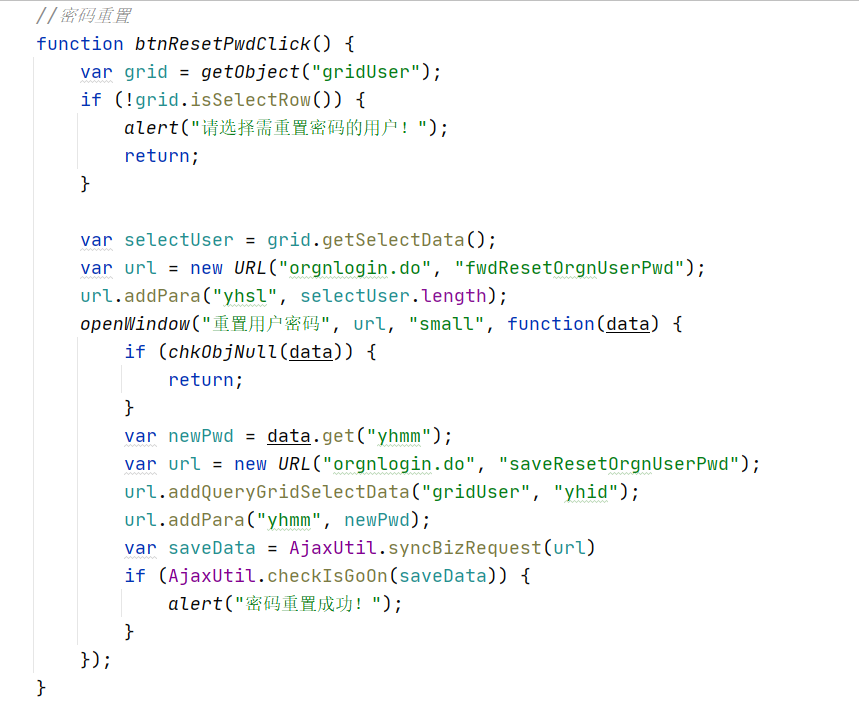 //密码重置
function btnResetPwdClick() {
    var grid = getObject("gridUser");
    if (!grid.isSelectRow()) {
        alert("请选择需重置密码的用户！");
        return;
    }

    var selectUser = grid.getSelectData();
    var url = new URL("orgnlogin.do", "fwdResetOrgnUserPwd");
    url.addPara("yhsl", selectUser.length);
    openWindow("重置用户密码", url, "small", function(data) {
        if (chkObjNull(data)) {
            return;
        }
        var newPwd = data.get("yhmm");
        var url = new URL("orgnlogin.do", "saveResetOrgnUserPwd");
        url.addQueryGridSelectData("gridUser", "yhid");
        url.addPara("yhmm", newPwd);
        var saveData = AjaxUtil.syncBizRequest(url)
        if (AjaxUtil.checkIsGoOn(saveData)) {
            alert("密码重置成功！");
        }
    });
}